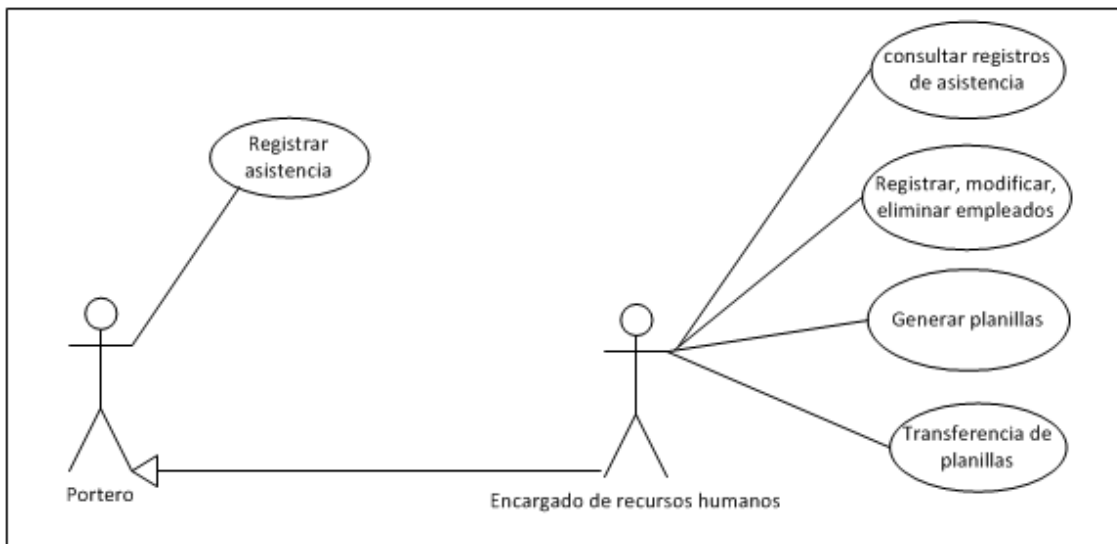 consultar registros
de asistencia
Registrar
asistencia
Registrar, modificar,
eliminar empleados
Generar planillas
Transferencia de
planillas
Portero
Encargado de recursos humanos